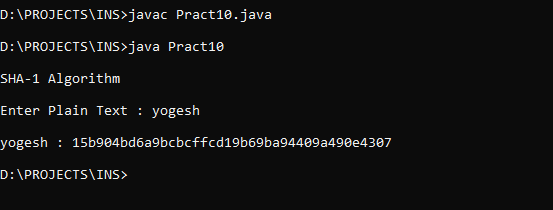 D:\PROJECTS\INS>javac Pract10.java
D:\PROJECTS\INS>java Pract10
SHA-1 Algorithm
Enter Plain Text : yogesh
yogesh : 15b904bd6a9bcbcffcd19b69ba94409a490e4307
D:\PROJECTS\INS>